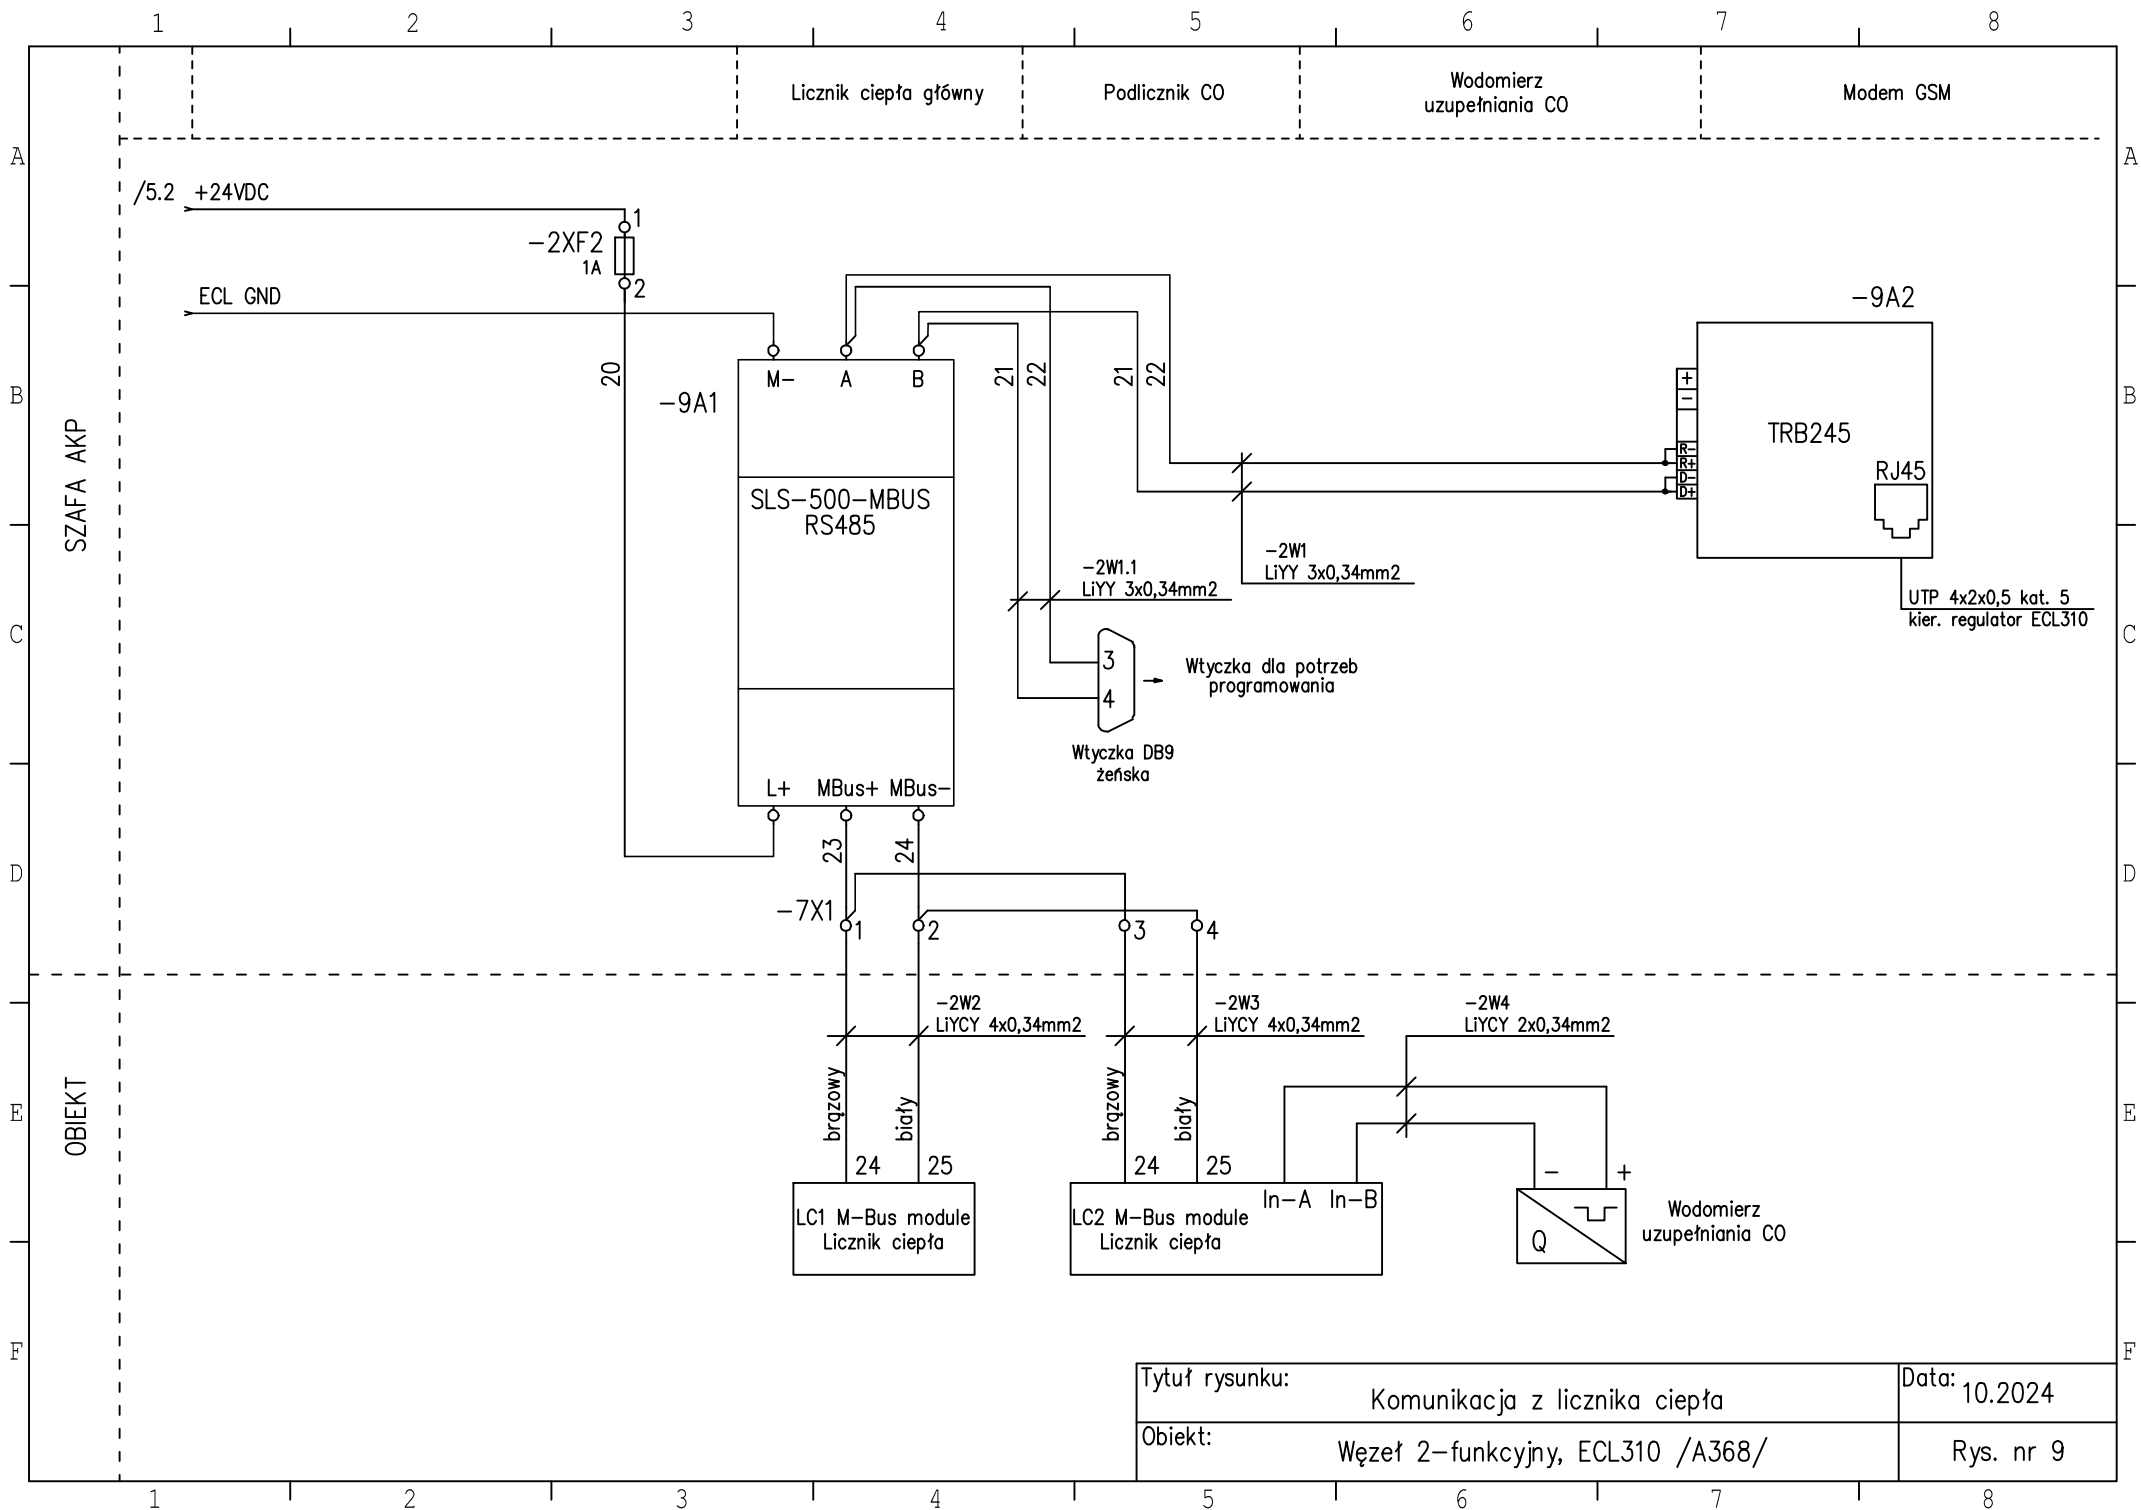 1 2 3 4 5 6 7 8
Licznik ciepła główny
Podlicznik CO
Wodomierz
uzupełniania CO
Modem GSM
A
A
/5.2 +24VDC
1
-2XF2
1A
2
ECL GND
-9A2
20
M- A B
21
22
21
22
-9A1
B
B
+
-
TRB245
R-
R+
D-
D+
RJ45
SZAFA AKP
SLS-500-MBUS
RS485
-2W1
LiYY 3x0,34mm2
-2W1.1
LiYY 3x0,34mm2
UTP 4x2x0,5 kat. 5
kier. regulator ECL310
C
C
3
4
Wtyczka dla potrzeb
programowania
Wtyczka DB9
żeńska
L+ MBus+ MBus-
23
24
D
D
-7X1
1
2
3
4
-2W2
LiYCY 4x0,34mm2
-2W3
LiYCY 4x0,34mm2
-2W4
LiYCY 2x0,34mm2
OBIEKT
E
E
brązowy
biały
brązowy
biały
24
25
24
25
- +
In-A In-B
LC1 M-Bus module
Licznik ciepła
LC2 M-Bus module
Licznik ciepła
Q
Wodomierz
uzupełniania CO
F
F
Tytuł rysunku:
Komunikacja z licznika ciepła
Data: 10.2024
Obiekt:
Węzeł 2-funkcyjny, ECL310 /A368/
Rys. nr 9
1 2 3 4 5 6 7 8